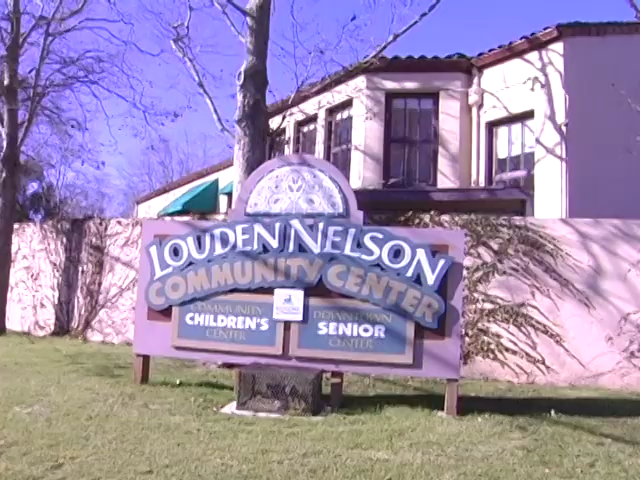 LOUDEN NELSON
COMMUNITY CENTER
COMMUNITY
CHILDREN'S
CENTER
DOWNTOWN
SENIOR
CENTER